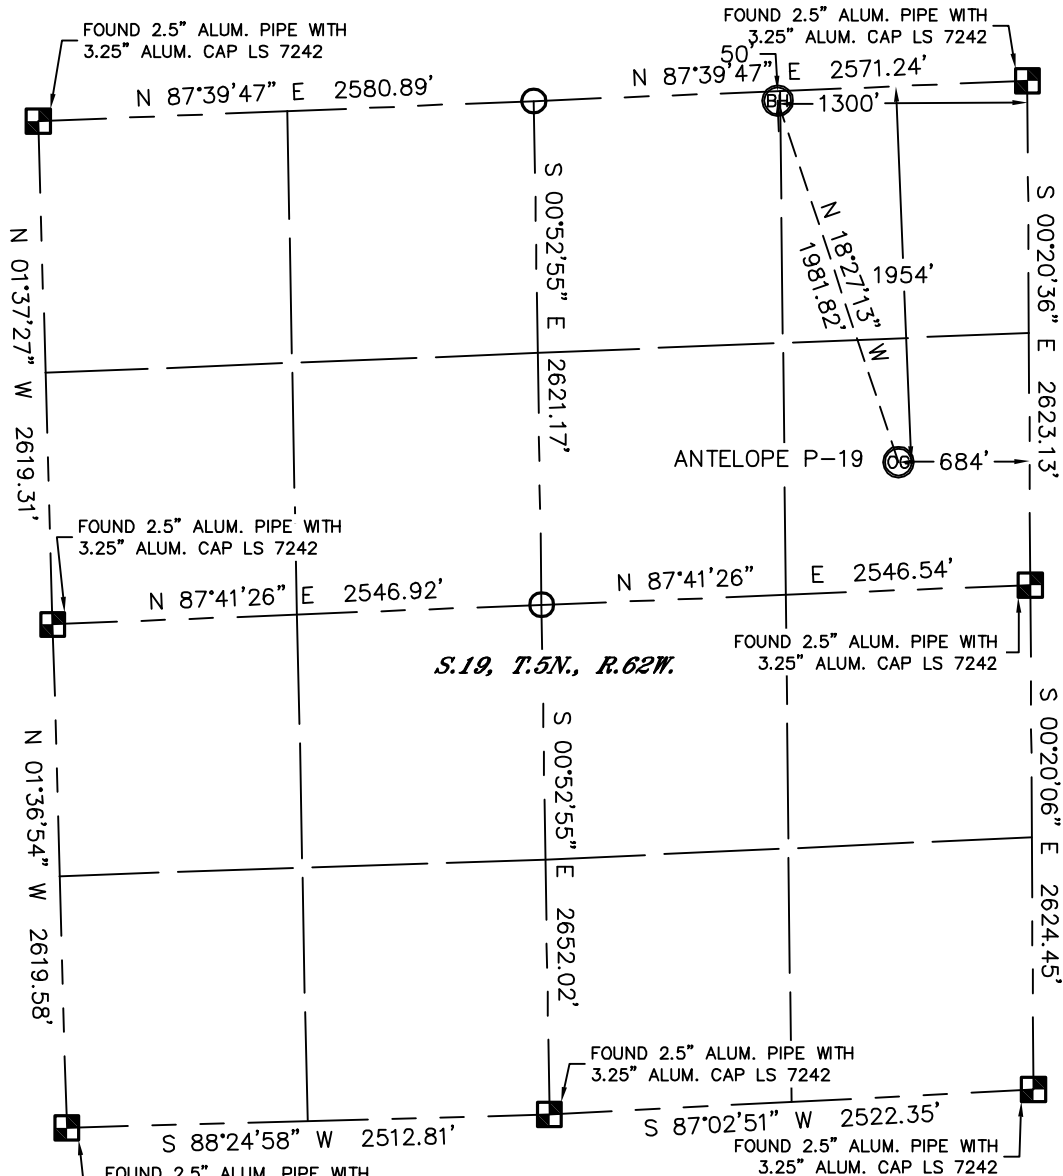 FOUND 2.5" ALUM. PIPE WITH
3.25" ALUM. CAP LS 7242
FOUND 2.5" ALUM. PIPE WITH
3.25" ALUM. CAP LS 7242
50'
N 87°39'47" E 2580.89'
N 87°39'47" E 2571.24'
BH
1300'
N 01°37'27" W 2619.31'
S 00°52'55" E 2621.17'
N 18°27'13" W
1981.82'
1954'
S 00°20'36" E 2623.13'
ANTELOPE P-19
OG
684'
FOUND 2.5" ALUM. PIPE WITH
3.25" ALUM. CAP LS 7242
N 87°41'26" E 2546.92'
N 87°41'26" E 2546.54'
FOUND 2.5" ALUM. PIPE WITH
3.25" ALUM. CAP LS 7242
S.19, T.5N., R.62W.
N 01°36'54" W 2619.58'
S 00°52'55" E 2652.02'
S 00°20'06" E 2624.45'
FOUND 2.5" ALUM. PIPE WITH
3.25" ALUM. CAP LS 7242
S 88°24'58" W 2512.81'
S 87°02'51" W 2522.35'
FOUND 2.5" ALUM. PIPE WITH
3.25" ALUM. CAP LS 7242
FOUND 2.5" ALUM. PIPE WITH